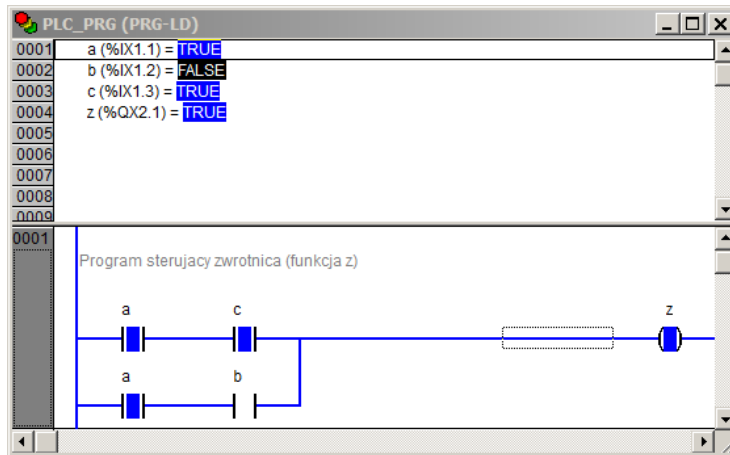 PLC_PRG (PRG-LD)
0001 a (%IX1.1) = TRUE
0002 b (%IX1.2) = FALSE
0003 c (%IX1.3) = TRUE
0004 z (%QX2.1) = TRUE
0005
0006
0007
0008
0009
0001
Program sterujacy zwrotnica (funkcja z)
a c z
a b